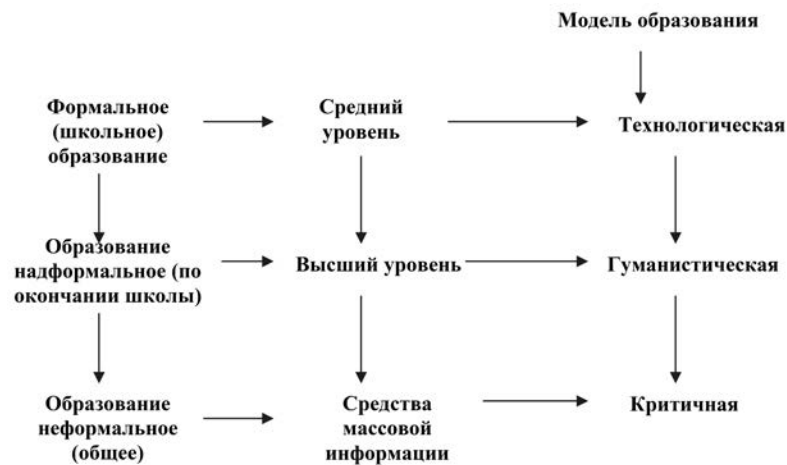 Модель образования
Формальное
(школьное)
образование
Средний
уровень
Технологическая
Образование
надформальное (по
окончании школы)
Высший уровень
Гуманистическая
Образование
неформальное
(общее)
Средства
массовой
информации
Критичная